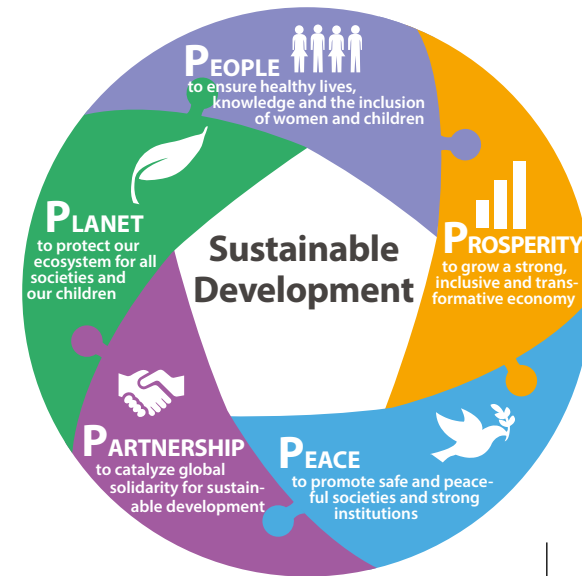 PEOPLE
to ensure healthy lives,
knowledge and the inclusion
of women and children
PROSPERITY
to grow a strong,
inclusive and trans-
formative economy
PEACE
to promote safe and peace-
ful societies and strong
institutions
PARTNERSHIP
to catalyze global
solidarity for sustain-
able development
PLANET
to protect our
ecosystem for all
societies and
our children
Sustainable
Development